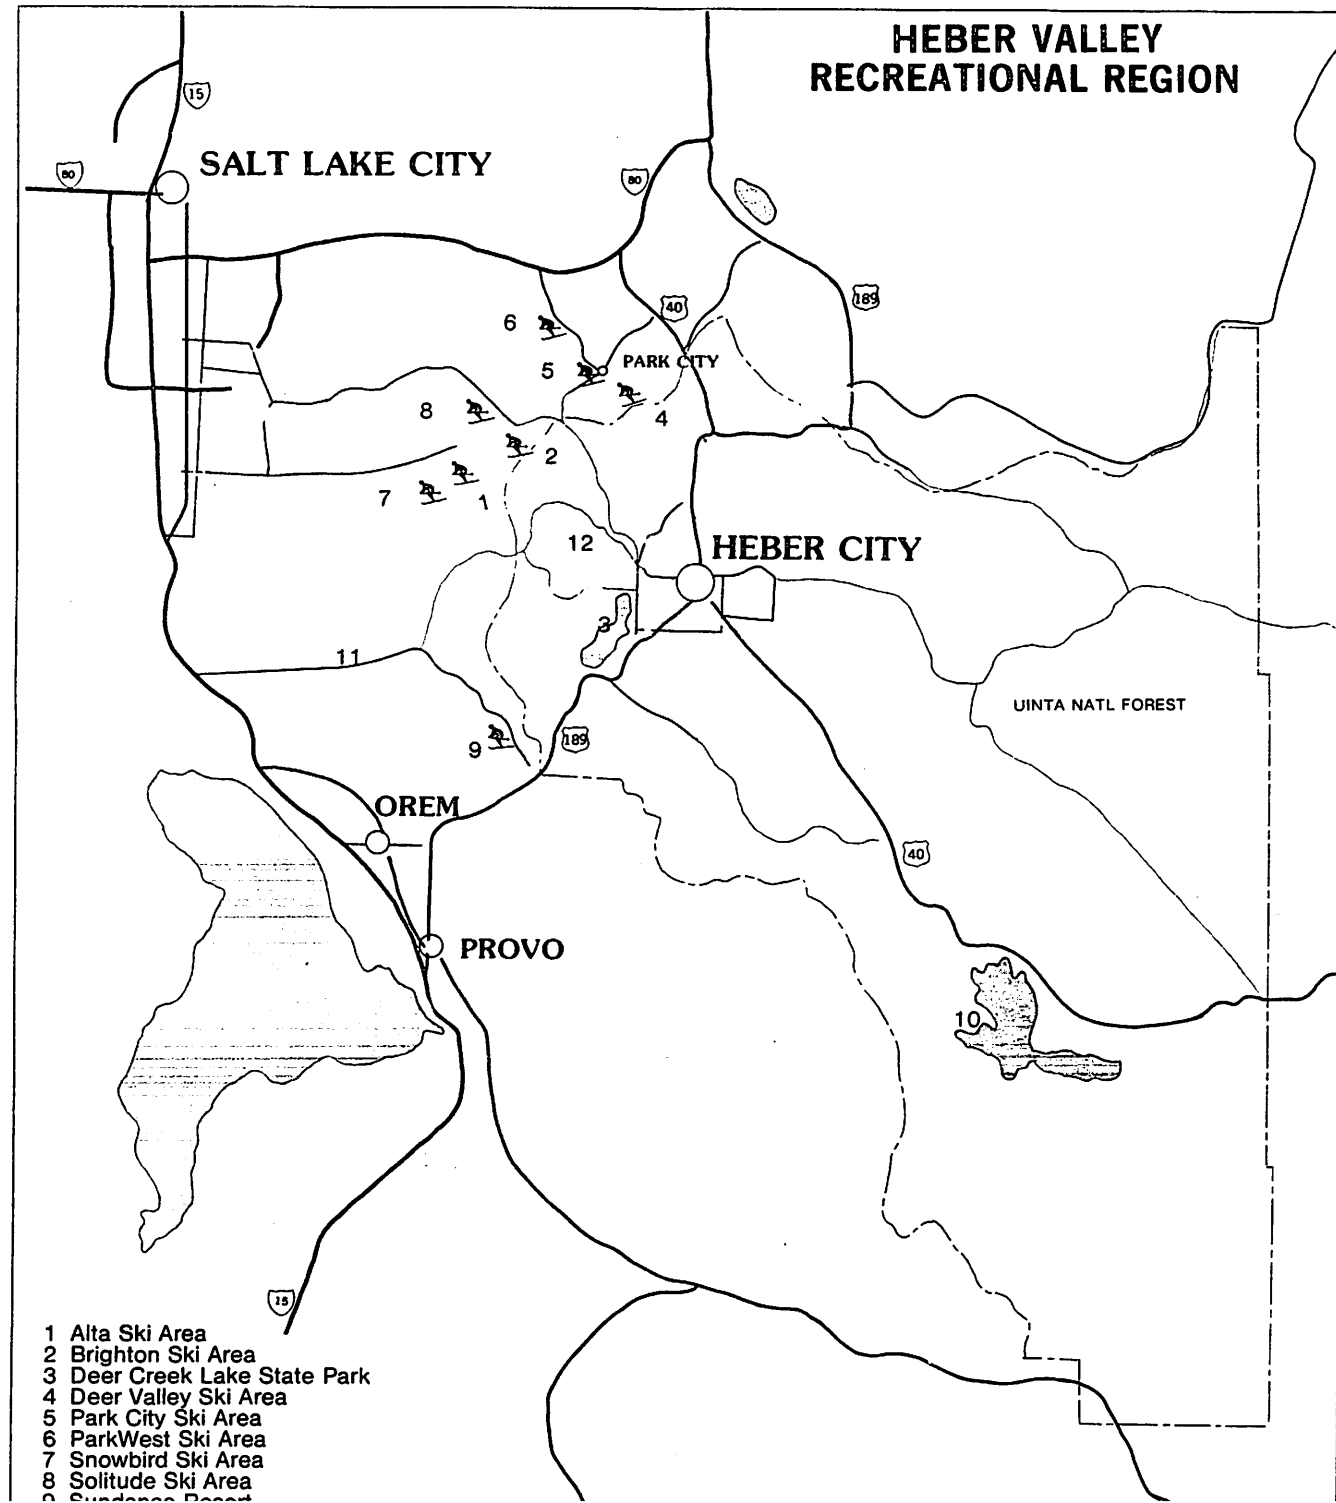 HEBER VALLEY
RECREATIONAL REGION
15
SALT LAKE CITY
80
80
40
189
6
5
PARK CITY
8
4
2
7
1
12
HEBER CITY
3
11
UINTA NATL FOREST
9
189
OREM
40
PROVO
10
15
1 Alta Ski Area
2 Brighton Ski Area
3 Deer Creek Lake State Park
4 Deer Valley Ski Area
5 Park City Ski Area
6 ParkWest Ski Area
7 Snowbird Ski Area
8 Solitude Ski Area
9 Sundance Resort